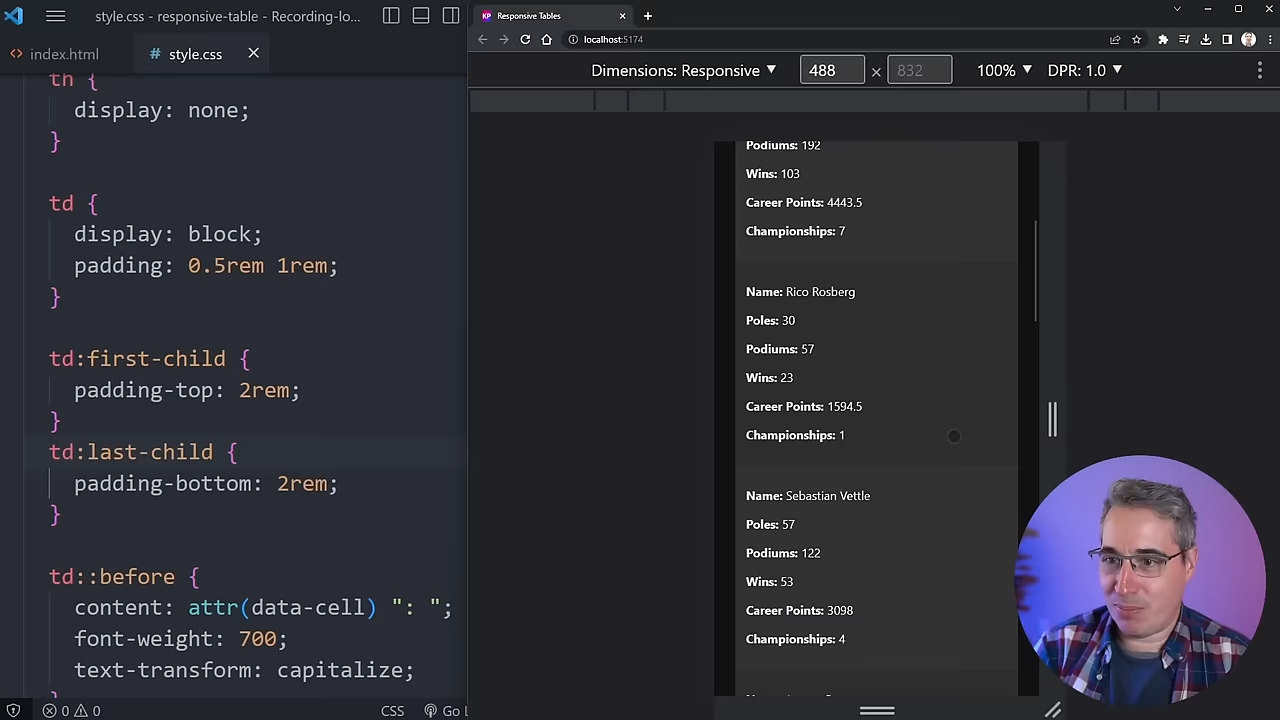 style.css - responsive-table - Recording-lo...
index.html
# style.css
th {
display: none;
}
td {
display: block;
padding: 0.5rem 1rem;
}
td:first-child {
padding-top: 2rem;
}
td:last-child {
padding-bottom: 2rem;
}
td::before {
content: attr(data-cell) ": ";
font-weight: 700;
text-transform: capitalize;
0 0
CSS
Go L
KP Responsive Tables
localhost:5174
Dimensions: Responsive 488 × 832 100% DPR: 1.0
Podiums: 192
Wins: 103
Career Points: 4443.5
Championships: 7
Name: Rico Rosberg
Poles: 30
Podiums: 57
Wins: 23
Career Points: 1594.5
Championships: 1
Name: Sebastian Vettle
Poles: 57
Podiums: 122
Wins: 53
Career Points: 3098
Championships: 4